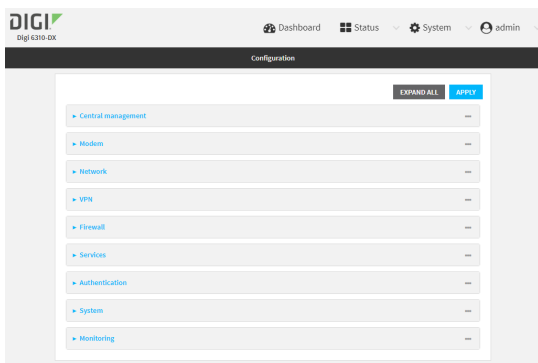 DIGI
Digi 6310-DX
Dashboard Status System admin
Configuration
EXPAND ALL APPLY
Central management
Modem
Network
VPN
Firewall
Services
Authentication
System
Monitoring